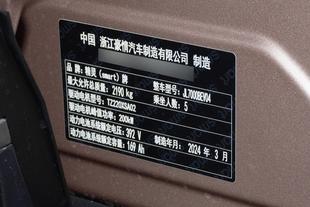 中国 浙江豪情汽车制造有限公司 制造
品牌：精灵（smart）牌 整车型号：JL7000BEV04
最大允许总质量：2190 kg 乘坐人数：5
驱动电机型号：TZ220XSA02
驱动电机峰值功率：200kW
动力电池系统额定电压：392 V
动力电池系统额定容量：169 Ah 制造年月：2024 年 3 月